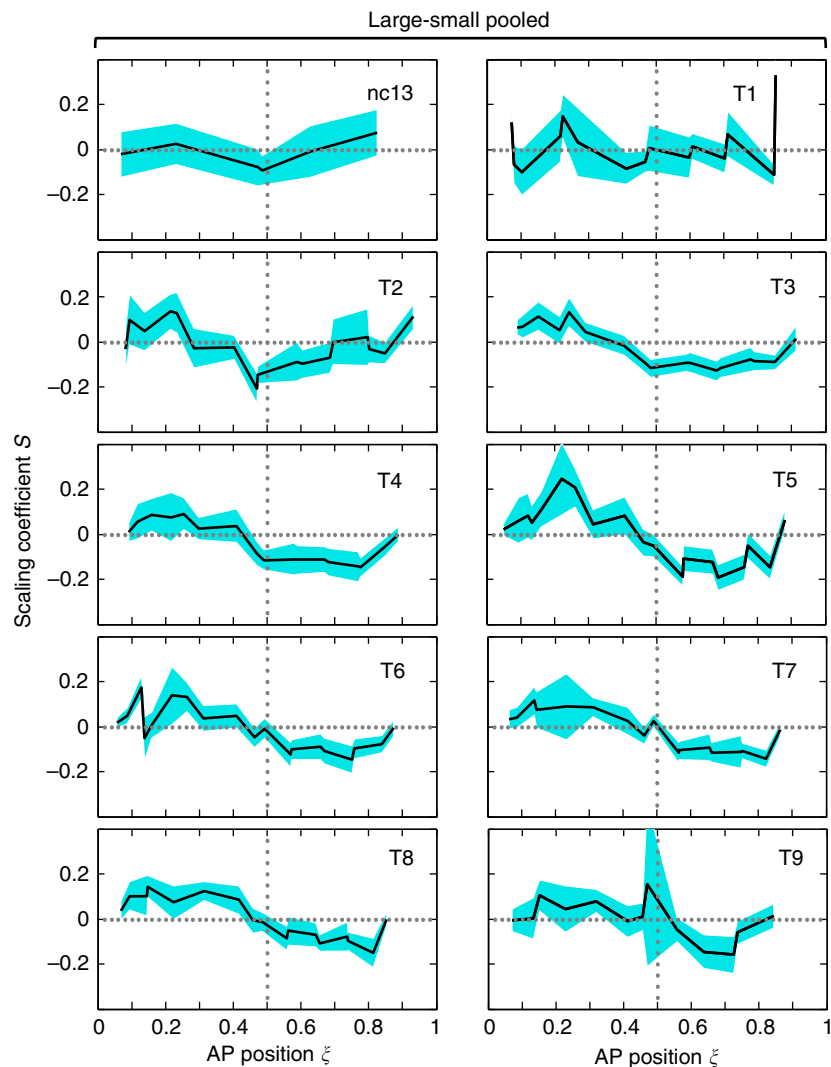 Large-small pooled
nc13
T1
0.2
0
−0.2
T2
T3
0.2
0
−0.2
T4
T5
0.2
0
−0.2
T6
T7
0.2
0
−0.2
T8
T9
0.2
0
−0.2
Scaling coefficient S
0 0.2 0.4 0.6 0.8 1
0 0.2 0.4 0.6 0.8 1
AP position ξ
AP position ξ